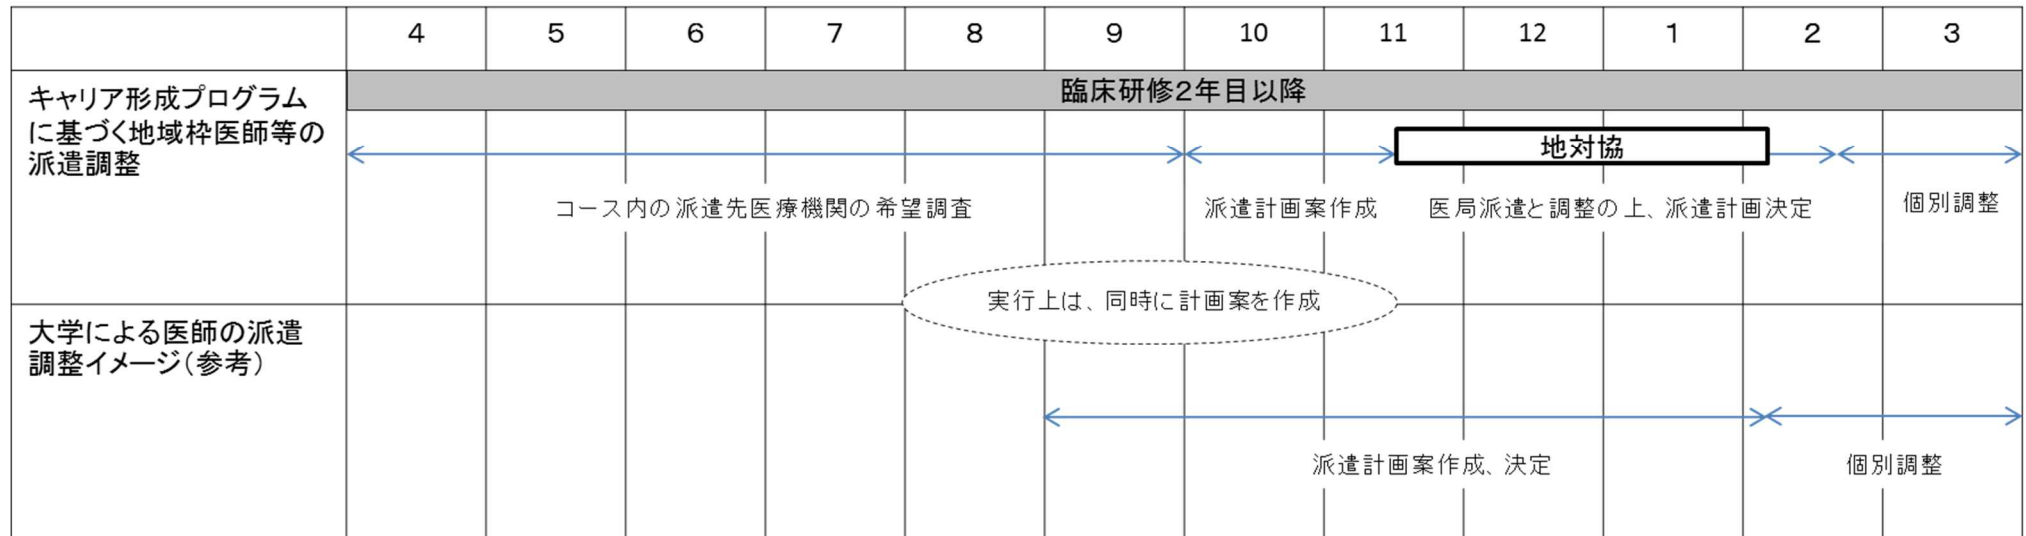 4 5 6 7 8 9 10 11 12 1 2 3
臨床研修2年目以降
キャリア形成プログラム
に基づく地域枠医師等の
派遣調整
地対協
コース内の派遣先医療機関の希望調査
派遣計画案作成
医局派遣と調整の上、派遣計画決定
個別調整
実行上は、同時に計画案を作成
大学による医師の派遣
調整イメージ(参考)
派遣計画案作成、決定
個別調整